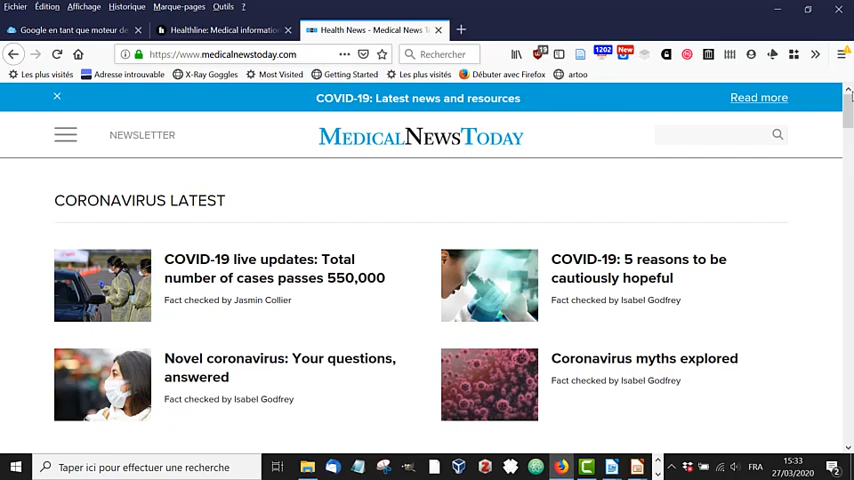 Fichier Édition Affichage Historique Marque-pages Outils ?
Google en tant que moteur de Healthline: Medical information Health News - Medical News T
https://www.medicalnewstoday.com Rechercher 19 1202 New
Les plus visités Adresse introuvable X-Ray Goggles Most Visited Getting Started Les plus visités Débuter avec Firefox artoo
COVID-19: Latest news and resources Read more
NEWSLETTER MEDICALNEWSTODAY
CORONAVIRUS LATEST
COVID-19 live updates: Total
number of cases passes 550,000
Fact checked by Jasmin Collier
COVID-19: 5 reasons to be
cautiously hopeful
Fact checked by Isabel Godfrey
Novel coronavirus: Your questions,
answered
Fact checked by Isabel Godfrey
Coronavirus myths explored
Fact checked by Isabel Godfrey
Taper ici pour effectuer une recherche FRA 15:33
27/03/2020 2